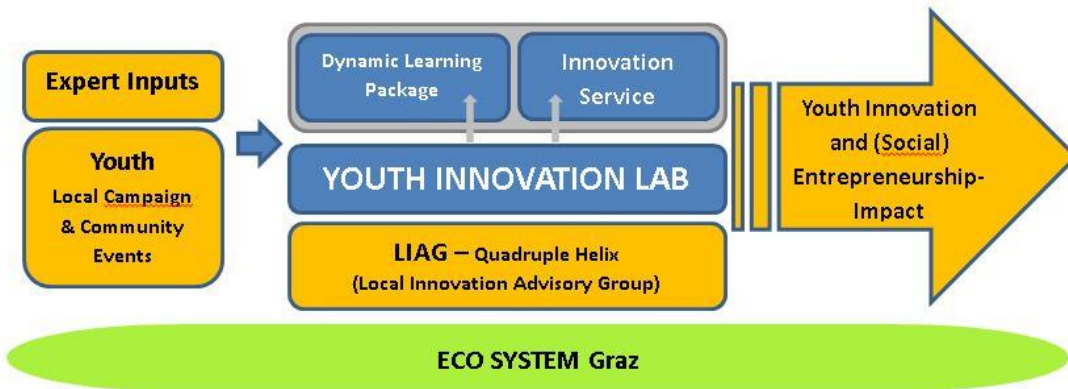 Expert Inputs
Youth
Local Campaign
& Community
Events
Dynamic Learning
Package
Innovation
Service
YOUTH INNOVATION LAB
LIAG – Quadruple Helix
(Local Innovation Advisory Group)
Youth Innovation
and (Social)
Entrepreneurship-
Impact
ECO SYSTEM Graz